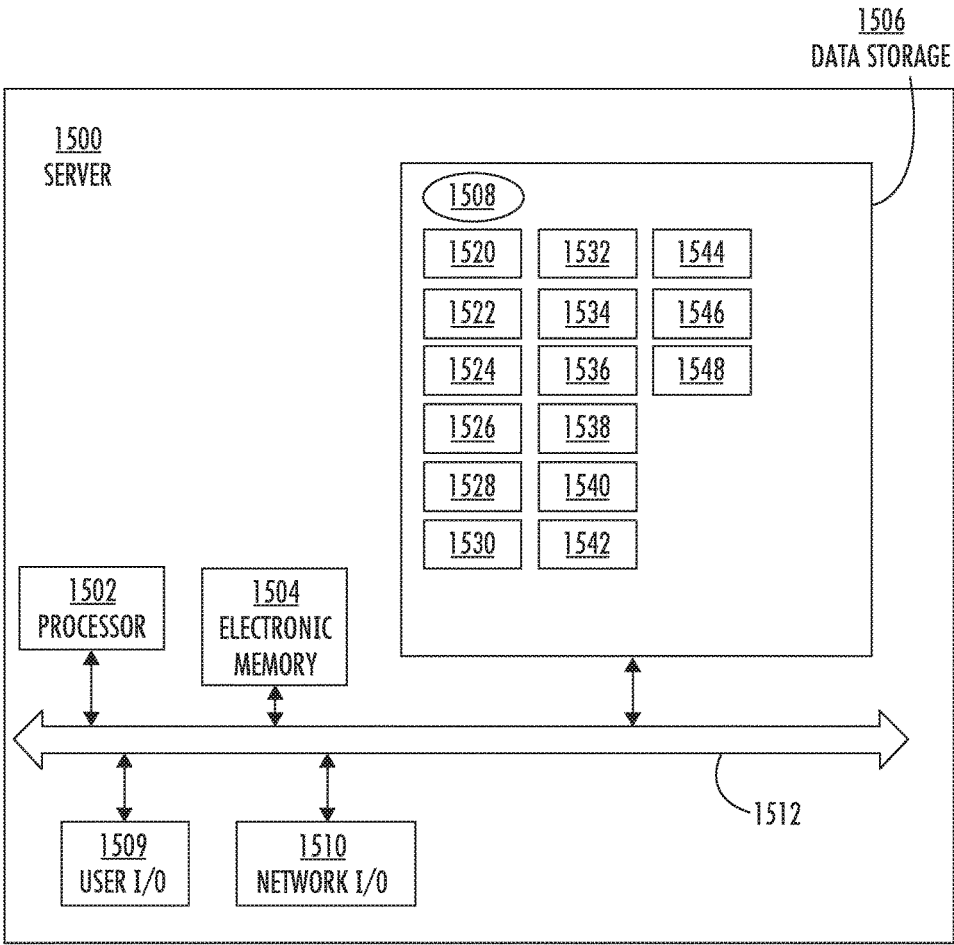 1506
DATA STORAGE
1500
SERVER
1508
1520 1532 1544
1522 1534 1546
1524 1536 1548
1526 1538
1528 1540
1530 1542
1502
PROCESSOR
1504
ELECTRONIC
MEMORY
1512
1509
USER I/O
1510
NETWORK I/O